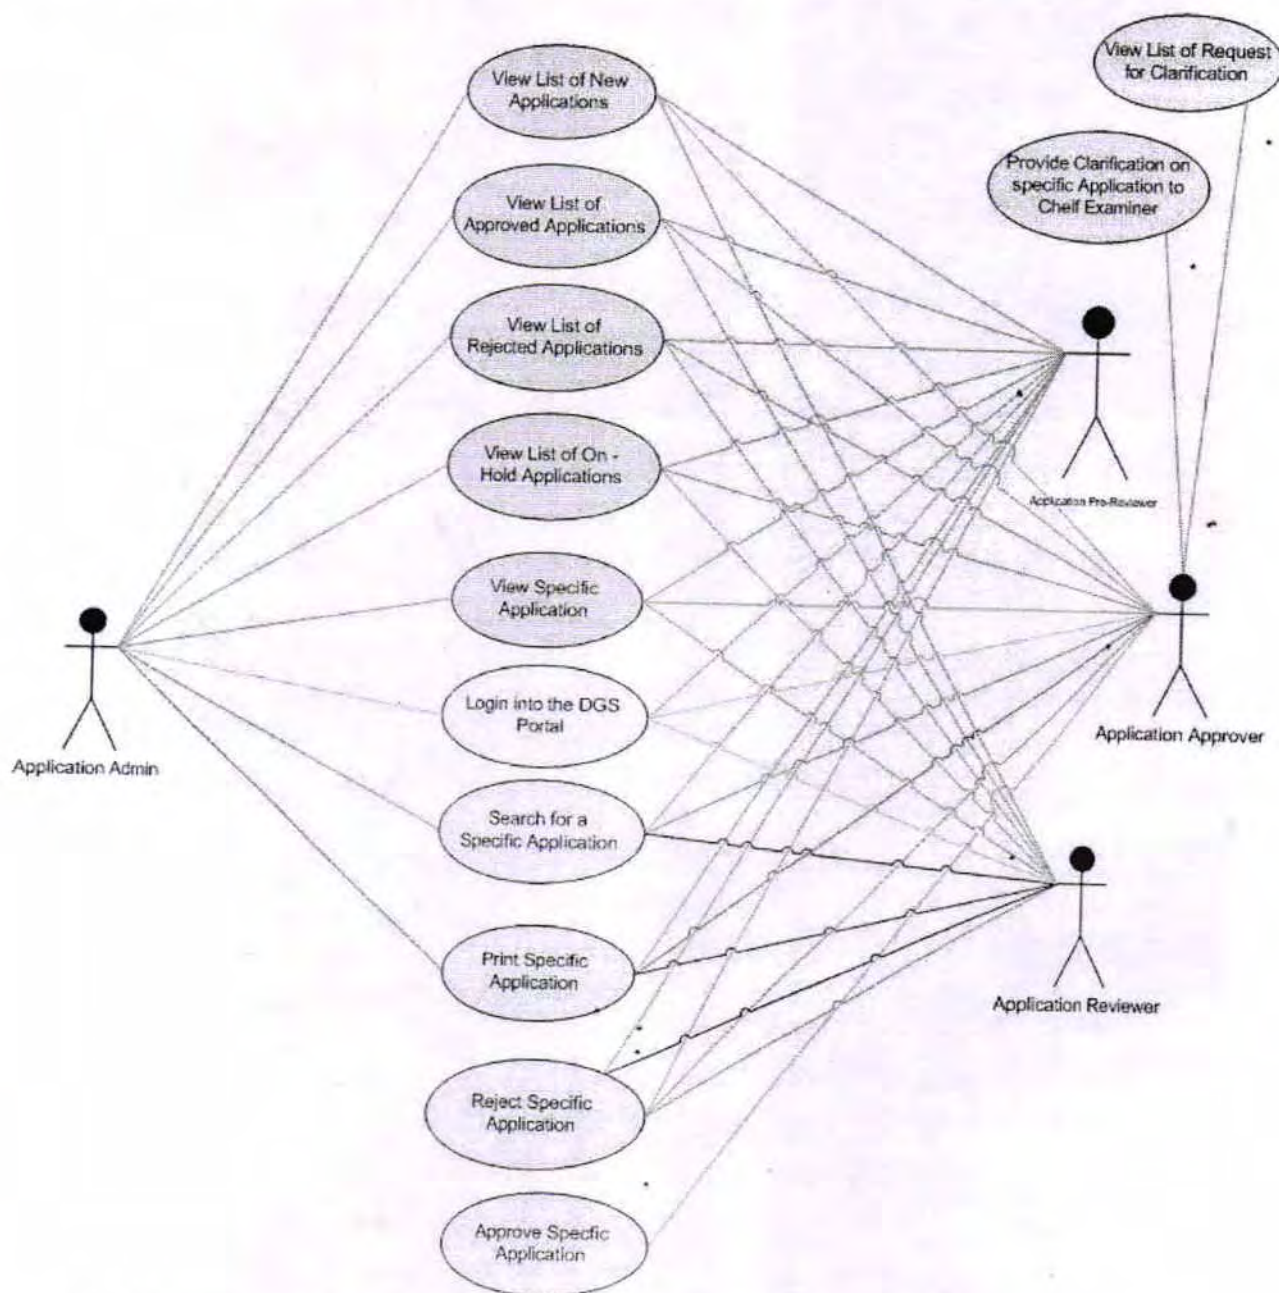 View List of New
Applications
View List of Request
for Clarification
Provide Clarification on
specific Application to
Cheif Examiner
View List of
Approved Applications
View List of
Rejected Applications
View List of On -
Hold Applications
Application Pre-Reviewer
View Specific
Application
Application Admin
Login into the DGS
Portal
Application Approver
Search for a
Specific Application
Print Specific
Application
Application Reviewer
Reject Specific
Application
Approve Specfic
Application